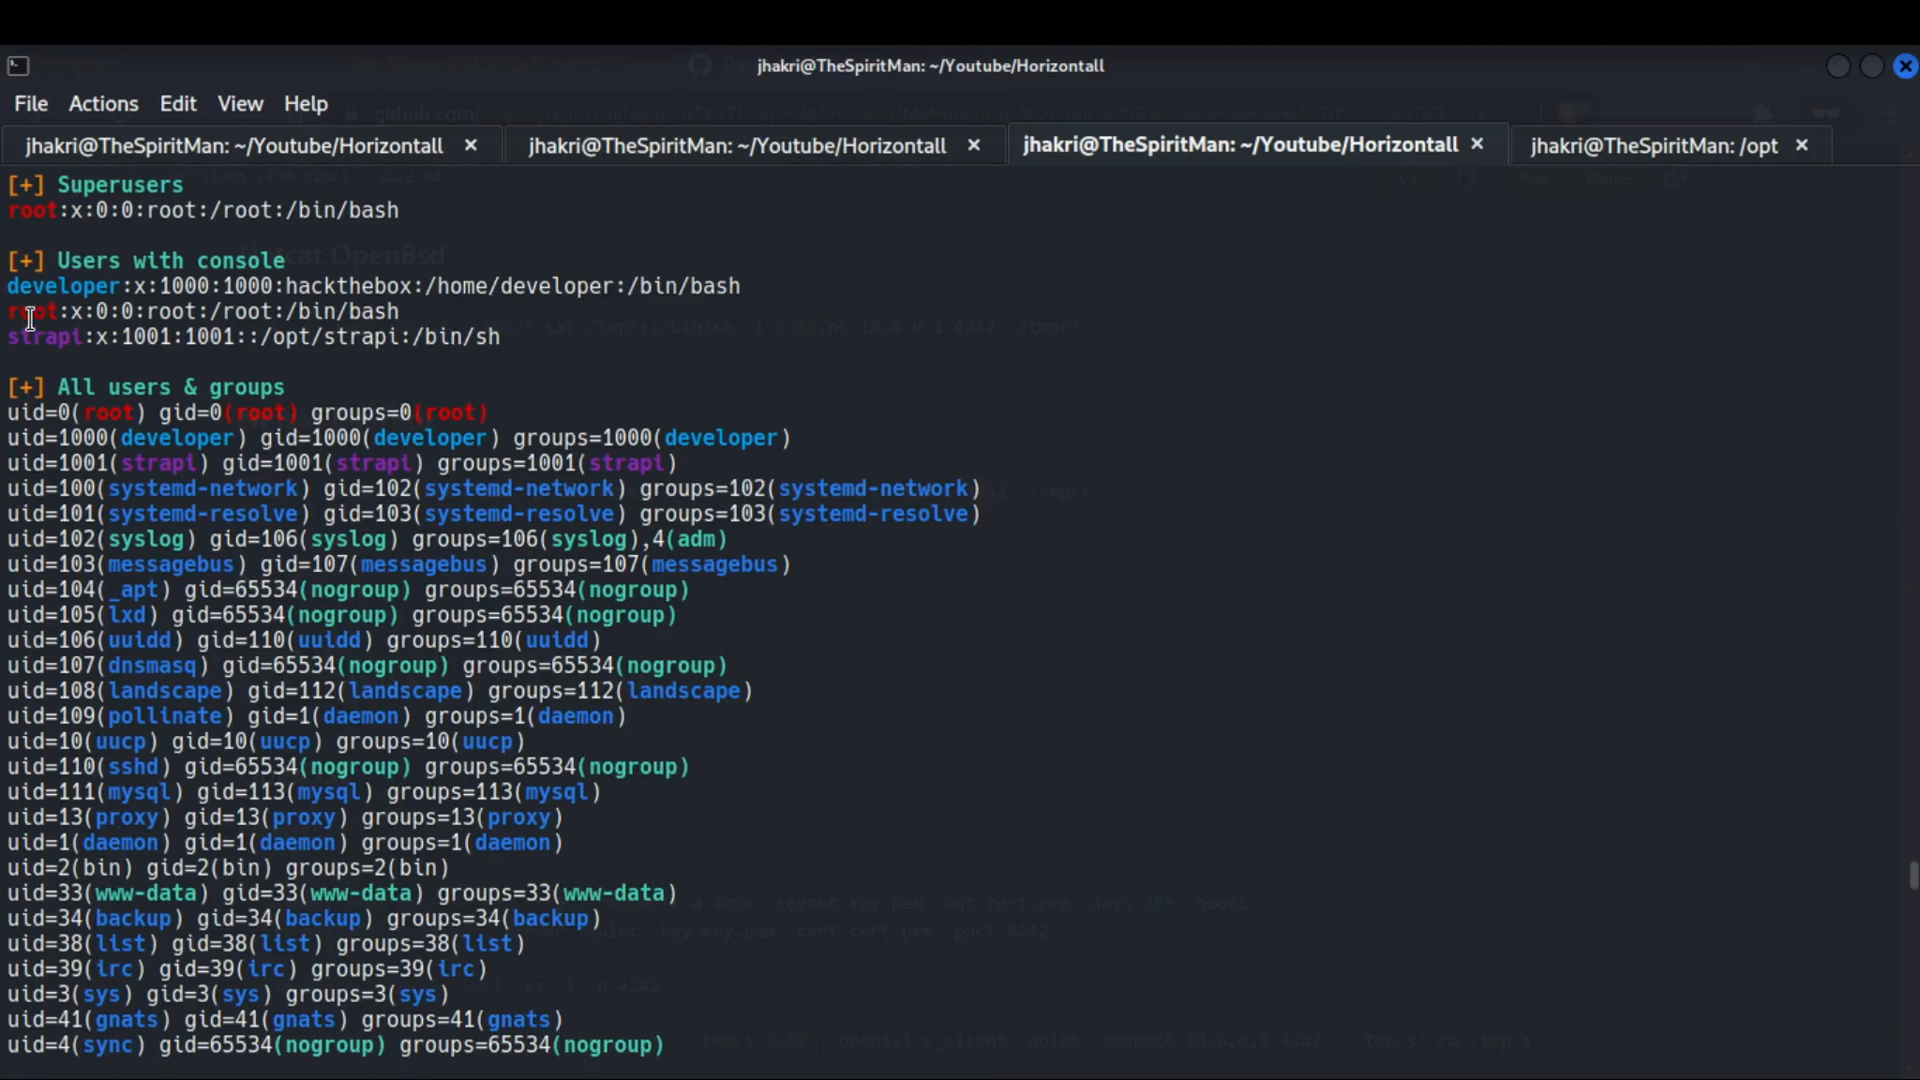 jhakri@TheSpiritMan: ~/Youtube/Horizontall
File Actions Edit View Help
jhakri@TheSpiritMan: ~/Youtube/Horizontall × jhakri@TheSpiritMan: ~/Youtube/Horizontall × jhakri@TheSpiritMan: ~/Youtube/Horizontall × jhakri@TheSpiritMan: /opt ×
[+] Superusers
root:x:0:0:root:/root:/bin/bash
[+] Users with console
developer:x:1000:1000:hackthebox:/home/developer:/bin/bash
root:x:0:0:root:/root:/bin/bash
strapi:x:1001:1001::/opt/strapi:/bin/sh
[+] All users & groups
uid=0(root) gid=0(root) groups=0(root)
uid=1000(developer) gid=1000(developer) groups=1000(developer)
uid=1001(strapi) gid=1001(strapi) groups=1001(strapi)
uid=100(systemd-network) gid=102(systemd-network) groups=102(systemd-network)
uid=101(systemd-resolve) gid=103(systemd-resolve) groups=103(systemd-resolve)
uid=102(syslog) gid=106(syslog) groups=106(syslog),4(adm)
uid=103(messagebus) gid=107(messagebus) groups=107(messagebus)
uid=104(_apt) gid=65534(nogroup) groups=65534(nogroup)
uid=105(lxd) gid=65534(nogroup) groups=65534(nogroup)
uid=106(uuidd) gid=110(uuidd) groups=110(uuidd)
uid=107(dnsmasq) gid=65534(nogroup) groups=65534(nogroup)
uid=108(landscape) gid=112(landscape) groups=112(landscape)
uid=109(pollinate) gid=1(daemon) groups=1(daemon)
uid=10(uucp) gid=10(uucp) groups=10(uucp)
uid=110(sshd) gid=65534(nogroup) groups=65534(nogroup)
uid=111(mysql) gid=113(mysql) groups=113(mysql)
uid=13(proxy) gid=13(proxy) groups=13(proxy)
uid=1(daemon) gid=1(daemon) groups=1(daemon)
uid=2(bin) gid=2(bin) groups=2(bin)
uid=33(www-data) gid=33(www-data) groups=33(www-data)
uid=34(backup) gid=34(backup) groups=34(backup)
uid=38(list) gid=38(list) groups=38(list)
uid=39(irc) gid=39(irc) groups=39(irc)
uid=3(sys) gid=3(sys) groups=3(sys)
uid=41(gnats) gid=41(gnats) groups=41(gnats)
uid=4(sync) gid=65534(nogroup) groups=65534(nogroup)